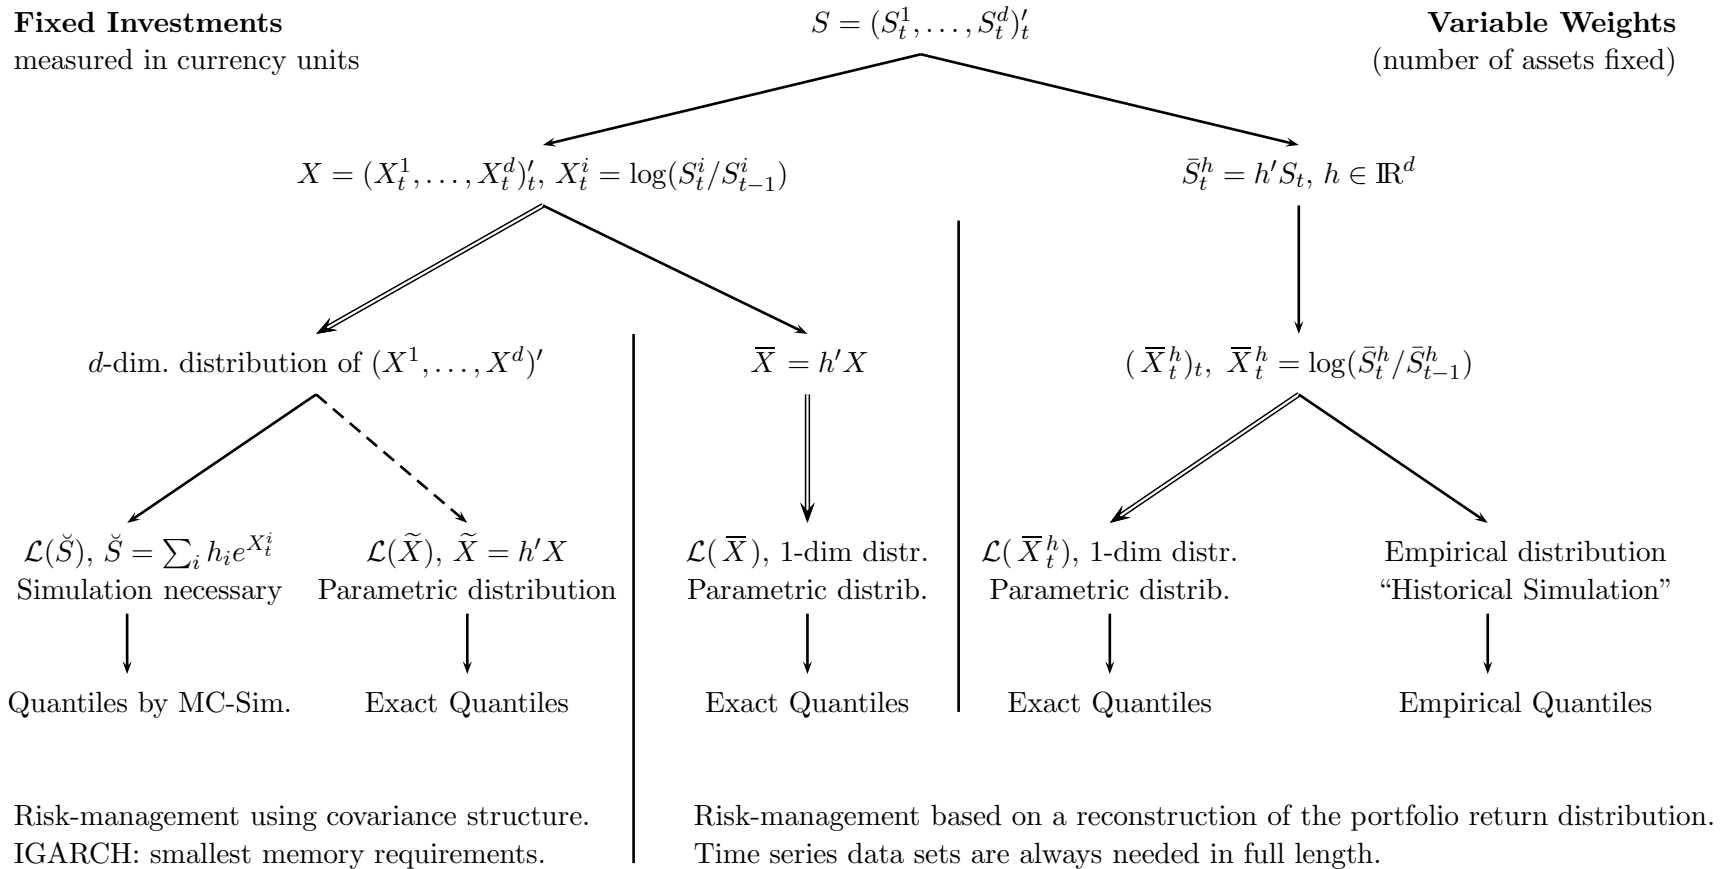 Fixed Investments
measured in currency units
S = (S_t^1, . . . , S_t^d)'_t
Variable Weights
(number of assets fixed)
X = (X_t^1, . . . , X_t^d)'_t, X_t^i = log(S_t^i/S_{t−1}^i)
S̄_t^h = h'S_t, h ∈ ℝ^d
d-dim. distribution of (X^1, . . . , X^d)'
X̅ = h'X
(X̅_t^h)_t, X̅_t^h = log(S̄_t^h/S̄_{t−1}^h)
ℒ(S̆), S̆ = ∑_i h_i e^{X_t^i}
Simulation necessary
ℒ(X̃), X̃ = h'X
Parametric distribution
ℒ(X̅), 1-dim distr.
Parametric distrib.
ℒ(X̅_t^h), 1-dim distr.
Parametric distrib.
Empirical distribution
“Historical Simulation”
Quantiles by MC-Sim.
Exact Quantiles
Exact Quantiles
Exact Quantiles
Empirical Quantiles
Risk-management using covariance structure.
IGARCH: smallest memory requirements.
Risk-management based on a reconstruction of the portfolio return distribution.
Time series data sets are always needed in full length.